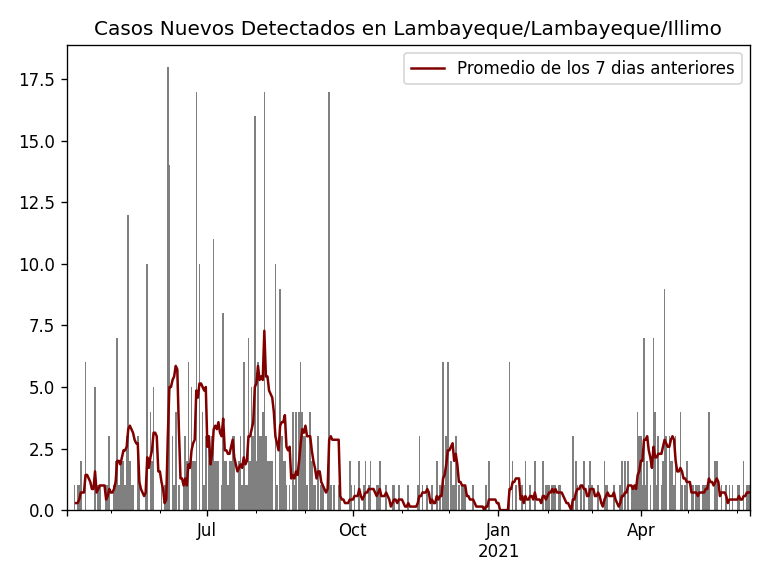 Casos Nuevos Detectados en Lambayeque/Lambayeque/Illimo
Promedio de los 7 dias anteriores
17.5
15.0
12.5
10.0
7.5
5.0
2.5
0.0
Jul
Oct
Jan
Apr
2021